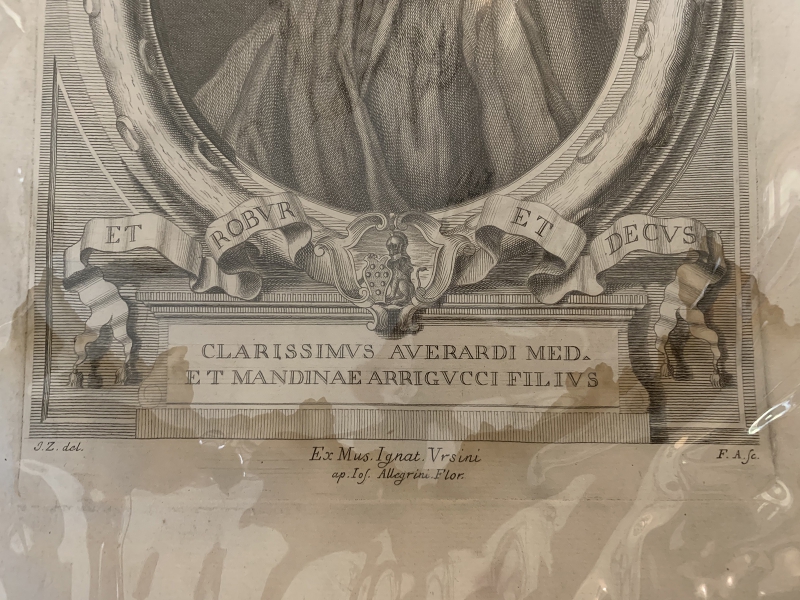 ET ROBVR ET DECVS
CLARISSIMVS AVERARDI MED.
ET MANDINAE ARRIGVCCI FILIVS
J.Z. del.
Ex Mus. Ignat. Vrsini
F. A. sc.
ap. Ios. Allegrini Flor.